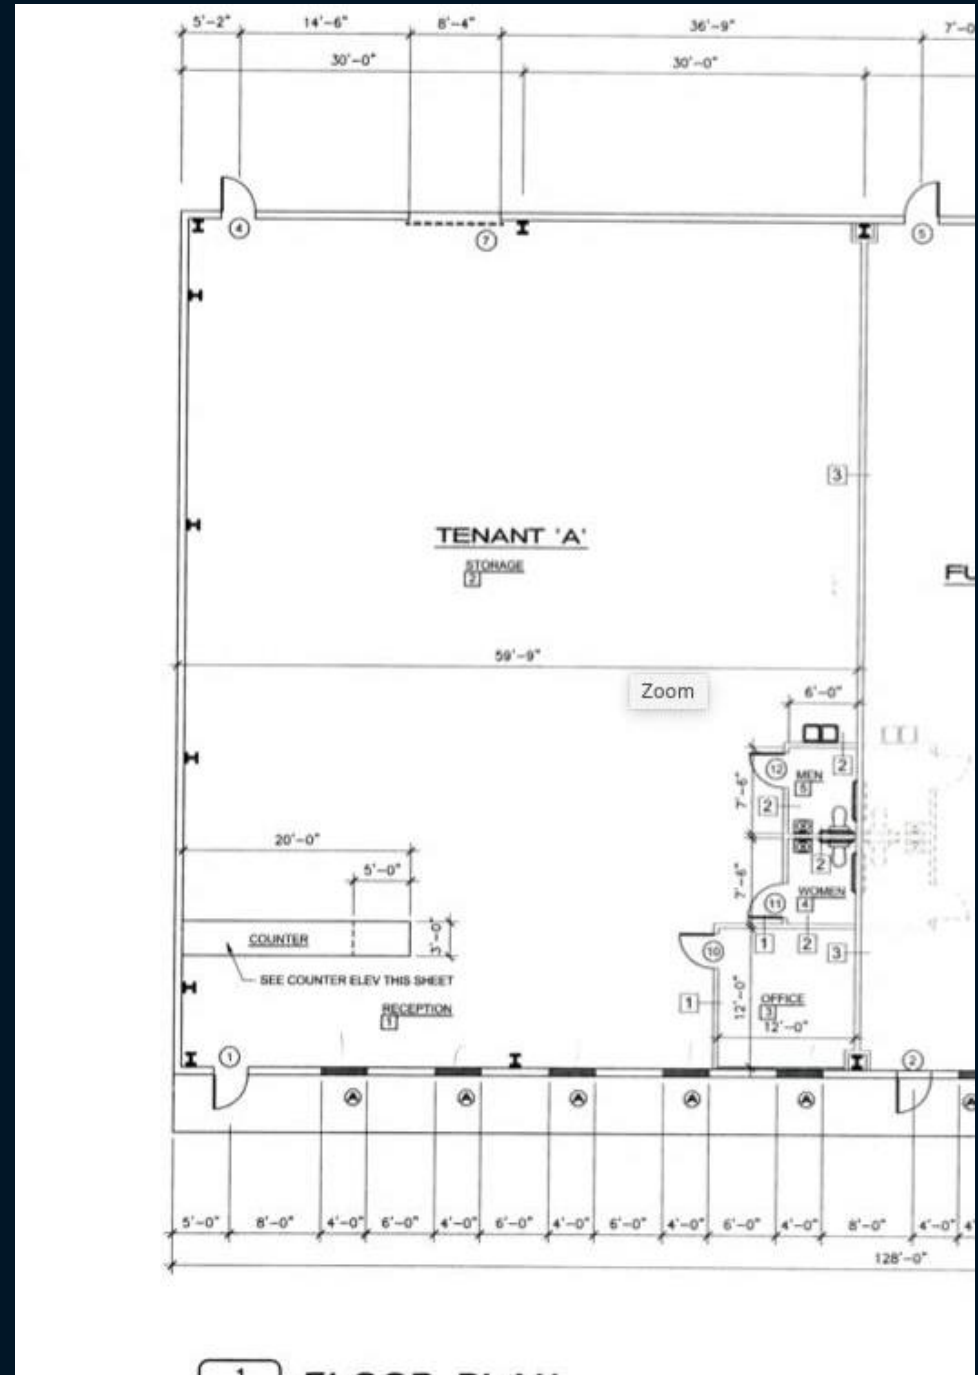 5'-2" 14'-6" 8'-4" 36'-9"
30'-0" 30'-0"
4
7
5
3
TENANT 'A'
STORAGE
2
59'-9"
Zoom
6'-0"
12
MEN
5
2
7'-6"
2
2
20'-0"
5'-0"
7'-6"
WOMEN
4
11
COUNTER
3'-0"
1
2
10
3
SEE COUNTER ELEV THIS SHEET
RECEPTION
1
1
12'-0"
OFFICE
3
12'-0"
1
2
A A A A A A
5'-0" 8'-0" 4'-0" 6'-0" 4'-0" 6'-0" 4'-0" 6'-0" 4'-0" 6'-0" 4'-0" 8'-0" 4'-0"
128'-0"
1